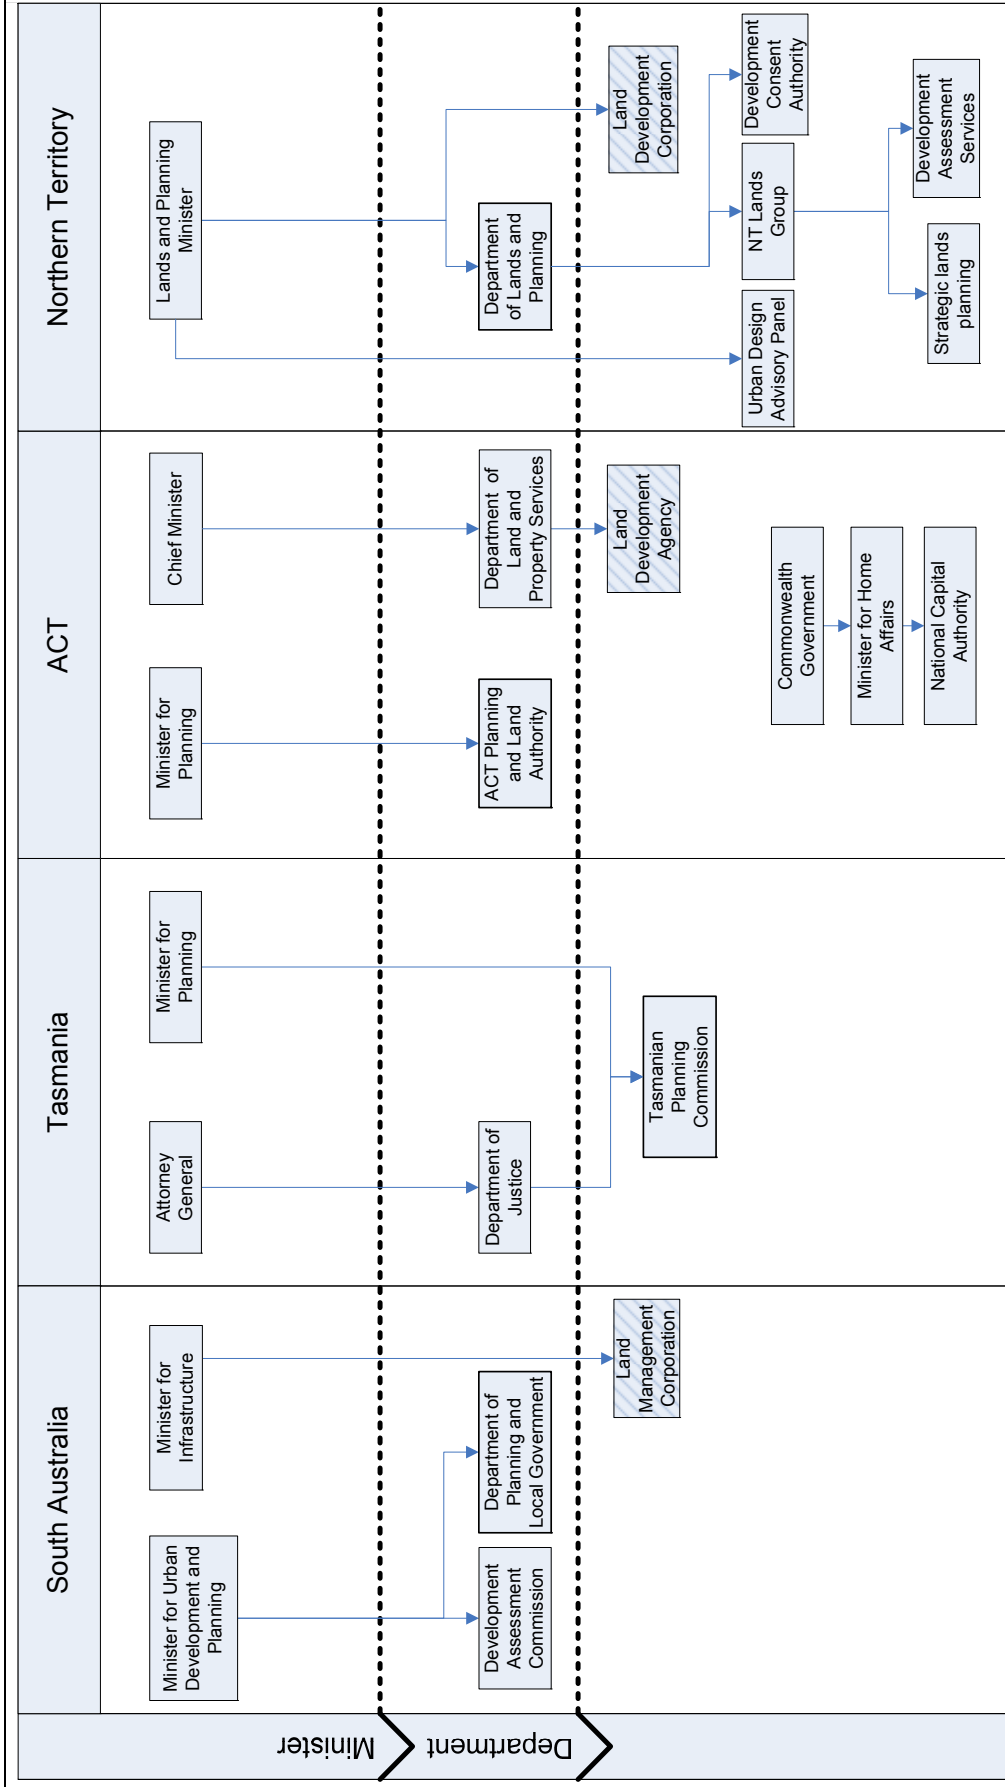 South Australia
Tasmania
ACT
Northern Territory
Minister
Department
Minister for Urban
Development and
Planning
Minister for
Infrastructure
Development
Assessment
Commission
Department of
Planning and
Local Government
Land
Management
Corporation
Attorney
General
Minister for
Planning
Department of
Justice
Tasmanian
Planning
Commission
Minister for
Planning
Chief Minister
ACT Planning
and Land
Authority
Department of
Land and
Property Services
Land
Development
Agency
Commonwealth
Government
Minister for Home
Affairs
National Capital
Authority
Lands and Planning
Minister
Department
of Lands and
Planning
Land
Development
Corporation
Urban Design
Advisory Panel
NT Lands
Group
Development
Consent
Authority
Strategic lands
planning
Development
Assessment
Services